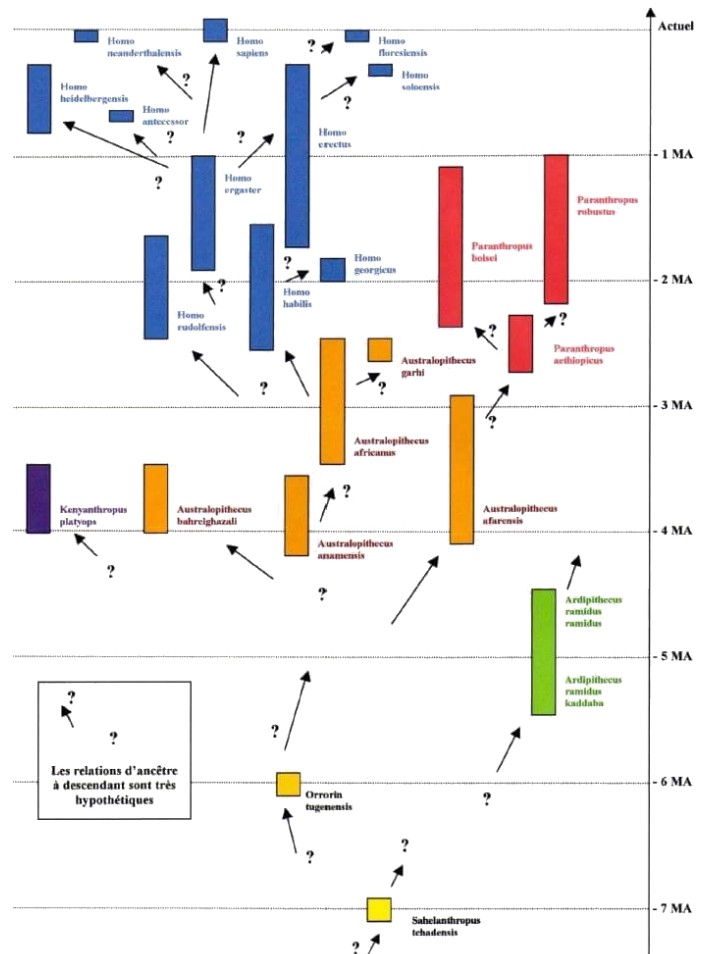 Actuel
Homo
neanderthalensis
Homo
sapiens
?
Homo
floresiensis
Homo
soloensis
?
?
Homo
heidelbergensis
Homo
antecessor
?
?
Homo
erectus
?
- 1 MA
Homo
ergaster
Paranthropus
robustus
Paranthropus
boisei
?
Homo
georgicus
- 2 MA
?
Homo
habilis
Homo
rudolfensis
?
?
Paranthropus
aethiopicus
Australopithecus
garhi
?
?
- 3 MA
?
Australopithecus
africanus
?
Kenyanthropus
platyops
Australopithecus
bahrelghazali
Australopithecus
afarensis
- 4 MA
Australopithecus
anamensis
?
?
Ardipithecus
ramidus
ramidus
- 5 MA
Ardipithecus
ramidus
kaddaba
?
?
?
Les relations d'ancêtre
à descendant sont très
hypothétiques
- 6 MA
Orrorin
tugenensis
?
?
?
- 7 MA
Sahelanthropus
tchadensis
?